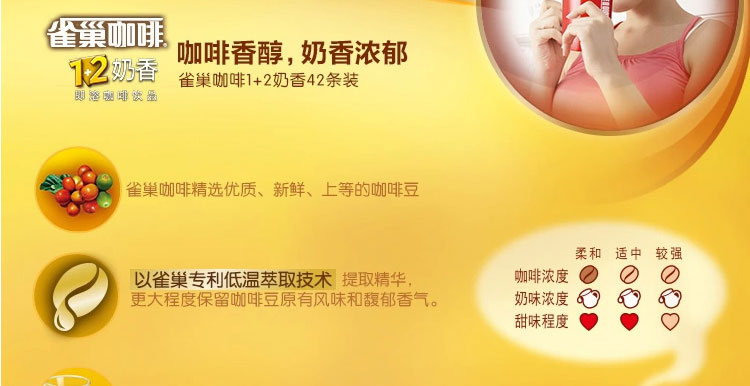 雀巢咖啡
1+2奶香
即溶咖啡饮品
咖啡香醇，奶香浓郁
雀巢咖啡1+2奶香42条装
雀巢咖啡精选优质、新鲜、上等的咖啡豆
以雀巢专利低温萃取技术 提取精华，
更大程度保留咖啡豆原有风味和馥郁香气。
柔和 适中 较强
咖啡浓度
奶味浓度
甜味程度